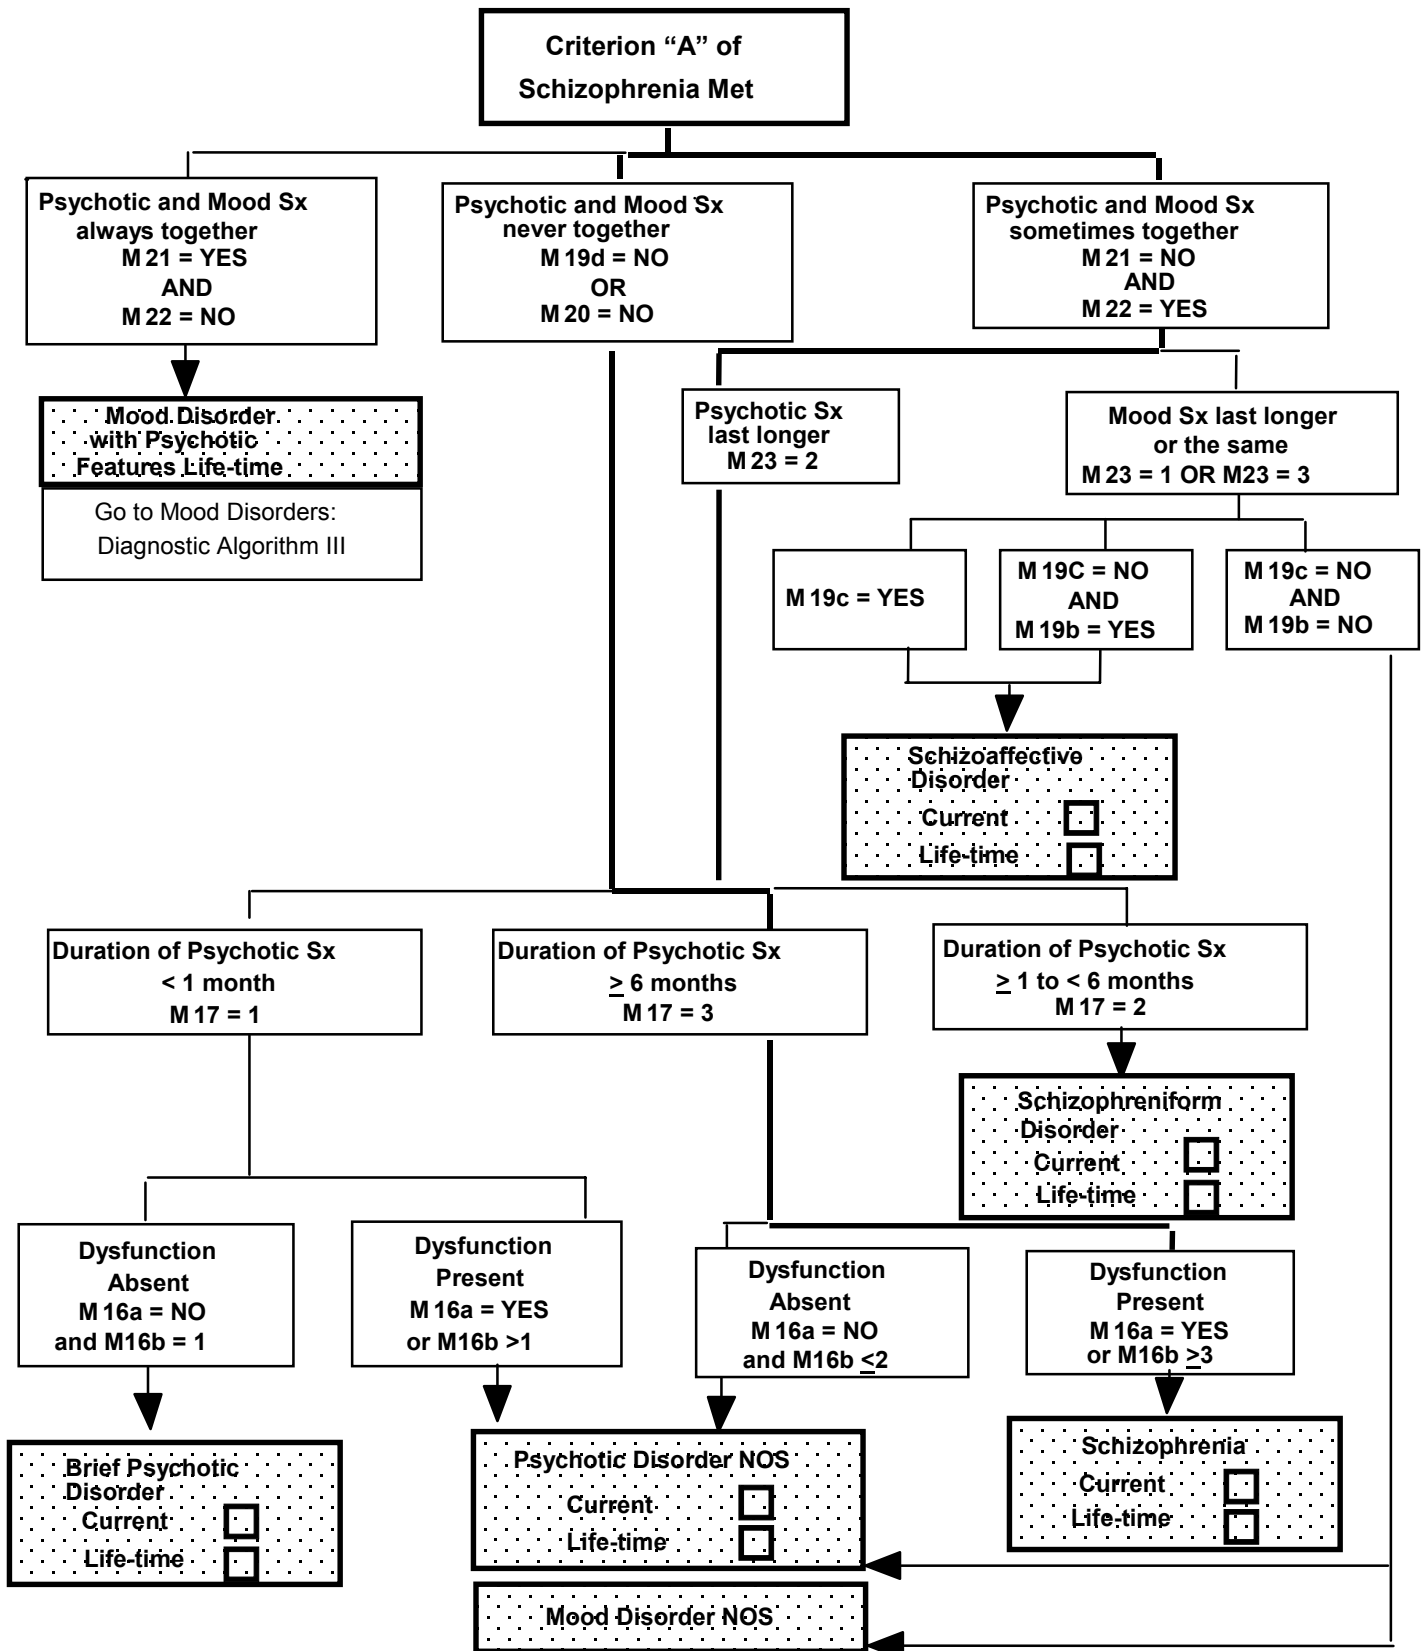 Criterion “A” of
Schizophrenia Met
Psychotic and Mood Sx
always together
M 21 = YES
AND
M 22 = NO
Psychotic and Mood Sx
never together
M 19d = NO
OR
M 20 = NO
Psychotic and Mood Sx
sometimes together
M 21 = NO
AND
M 22 = YES
Mood Disorder
with Psychotic
Features Life-time
Go to Mood Disorders:
Diagnostic Algorithm III
Psychotic Sx
last longer
M 23 = 2
Mood Sx last longer
or the same
M 23 = 1 OR M23 = 3
M 19c = YES
M 19C = NO
AND
M 19b = YES
M 19c = NO
AND
M 19b = NO
Schizoaffective
Disorder
Current
Life-time
Duration of Psychotic Sx
< 1 month
M 17 = 1
Duration of Psychotic Sx
≥ 6 months
M 17 = 3
Duration of Psychotic Sx
≥ 1 to < 6 months
M 17 = 2
Schizophreniform
Disorder
Current
Life-time
Dysfunction
Absent
M 16a = NO
and M16b = 1
Dysfunction
Present
M 16a = YES
or M16b >1
Dysfunction
Absent
M 16a = NO
and M16b ≤2
Dysfunction
Present
M 16a = YES
or M16b ≥3
Brief Psychotic
Disorder
Current
Life-time
Psychotic Disorder NOS
Current
Life-time
Schizophrenia
Current
Life-time
Mood Disorder NOS